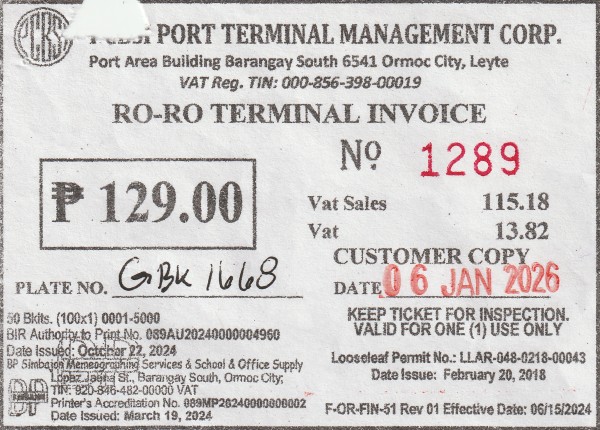 PCBSI PORT TERMINAL MANAGEMENT CORP.
Port Area Building Barangay South 6541 Ormoc City, Leyte
VAT Reg. TIN: 000-856-398-00019
RO-RO TERMINAL INVOICE
₱ 129.00
No 1289
Vat Sales 115.18
Vat 13.82
CUSTOMER COPY
PLATE NO. GBK 1668
DATE 06 JAN 2026
KEEP TICKET FOR INSPECTION.
VALID FOR ONE (1) USE ONLY
50 Bklts. (100x1) 0001-5000
BIR Authority to Print No. 089AU20240000004960
Date Issued: October 22, 2024
BP Simbajon Memeographing Services & School & Office Supply
Lopez Jaena St., Barangay South, Ormoc City;
TIN: 920-846-482-00000 VAT
Printer's Accreditation No. 089MP20240000000002
Date Issued: March 19, 2024
Looseleaf Permit No.: LLAR-048-0218-00043
Date Issue: February 20, 2018
F-OR-FIN-51 Rev 01 Effective Date: 06/15/2024